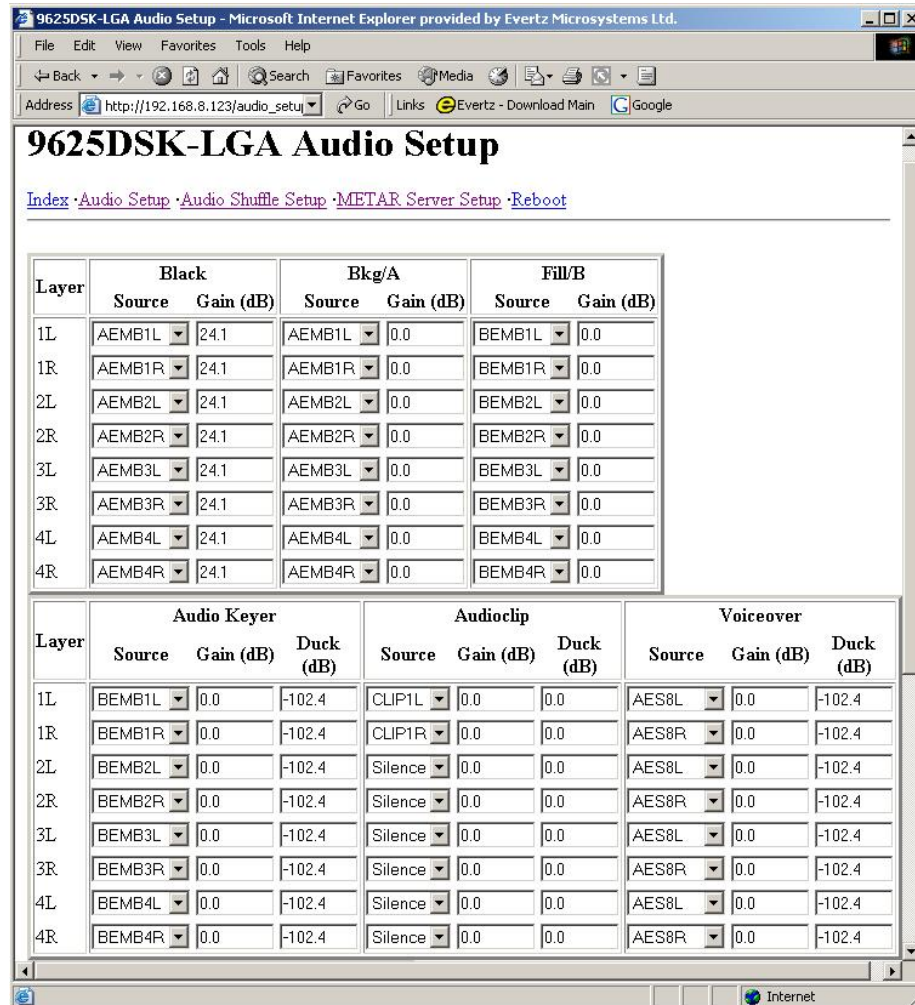 9625DSK-LGA Audio Setup - Microsoft Internet Explorer provided by Evertz Microsystems Ltd.
File Edit View Favorites Tools Help
Back Search Favorites Media
Address http://192.168.8.123/audio_setup Go Links Evertz - Download Main Google
9625DSK-LGA Audio Setup
Index · Audio Setup · Audio Shuffle Setup · METAR Server Setup · Reboot
Layer Black Bkg/A Fill/B
Source Gain (dB) Source Gain (dB) Source Gain (dB)
1L AEMB1L 24.1 AEMB1L 0.0 BEMB1L 0.0
1R AEMB1R 24.1 AEMB1R 0.0 BEMB1R 0.0
2L AEMB2L 24.1 AEMB2L 0.0 BEMB2L 0.0
2R AEMB2R 24.1 AEMB2R 0.0 BEMB2R 0.0
3L AEMB3L 24.1 AEMB3L 0.0 BEMB3L 0.0
3R AEMB3R 24.1 AEMB3R 0.0 BEMB3R 0.0
4L AEMB4L 24.1 AEMB4L 0.0 BEMB4L 0.0
4R AEMB4R 24.1 AEMB4R 0.0 BEMB4R 0.0
Layer Audio Keyer Audioclip Voiceover
Source Gain (dB) Duck (dB) Source Gain (dB) Duck (dB) Source Gain (dB) Duck (dB)
1L BEMB1L 0.0 -102.4 CLIP1L 0.0 0.0 AES8L 0.0 -102.4
1R BEMB1R 0.0 -102.4 CLIP1R 0.0 0.0 AES8R 0.0 -102.4
2L BEMB2L 0.0 -102.4 Silence 0.0 0.0 AES8L 0.0 -102.4
2R BEMB2R 0.0 -102.4 Silence 0.0 0.0 AES8R 0.0 -102.4
3L BEMB3L 0.0 -102.4 Silence 0.0 0.0 AES8L 0.0 -102.4
3R BEMB3R 0.0 -102.4 Silence 0.0 0.0 AES8R 0.0 -102.4
4L BEMB4L 0.0 -102.4 Silence 0.0 0.0 AES8L 0.0 -102.4
4R BEMB4R 0.0 -102.4 Silence 0.0 0.0 AES8R 0.0 -102.4
Internet